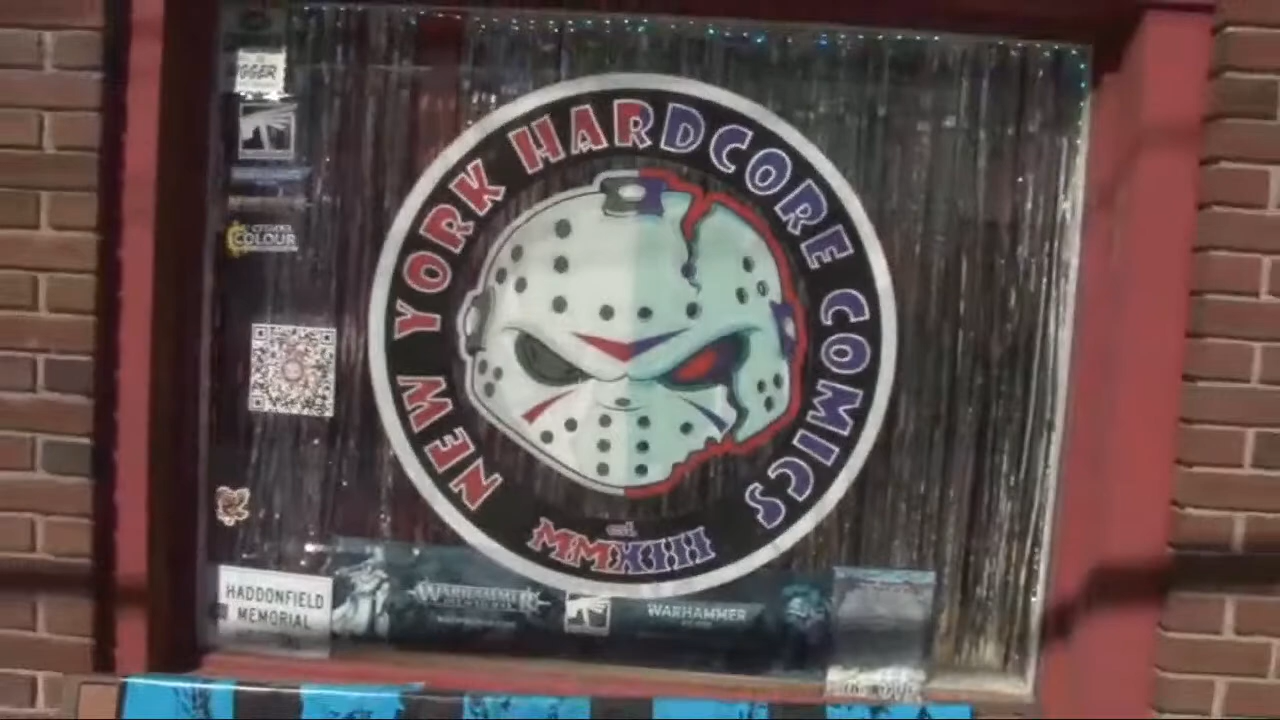 NEW YORK HARDCORE COMICS
est.
MMXIII
COLOUR
HADDONFIELD
MEMORIAL
WARHAMMER
WARHAMMER